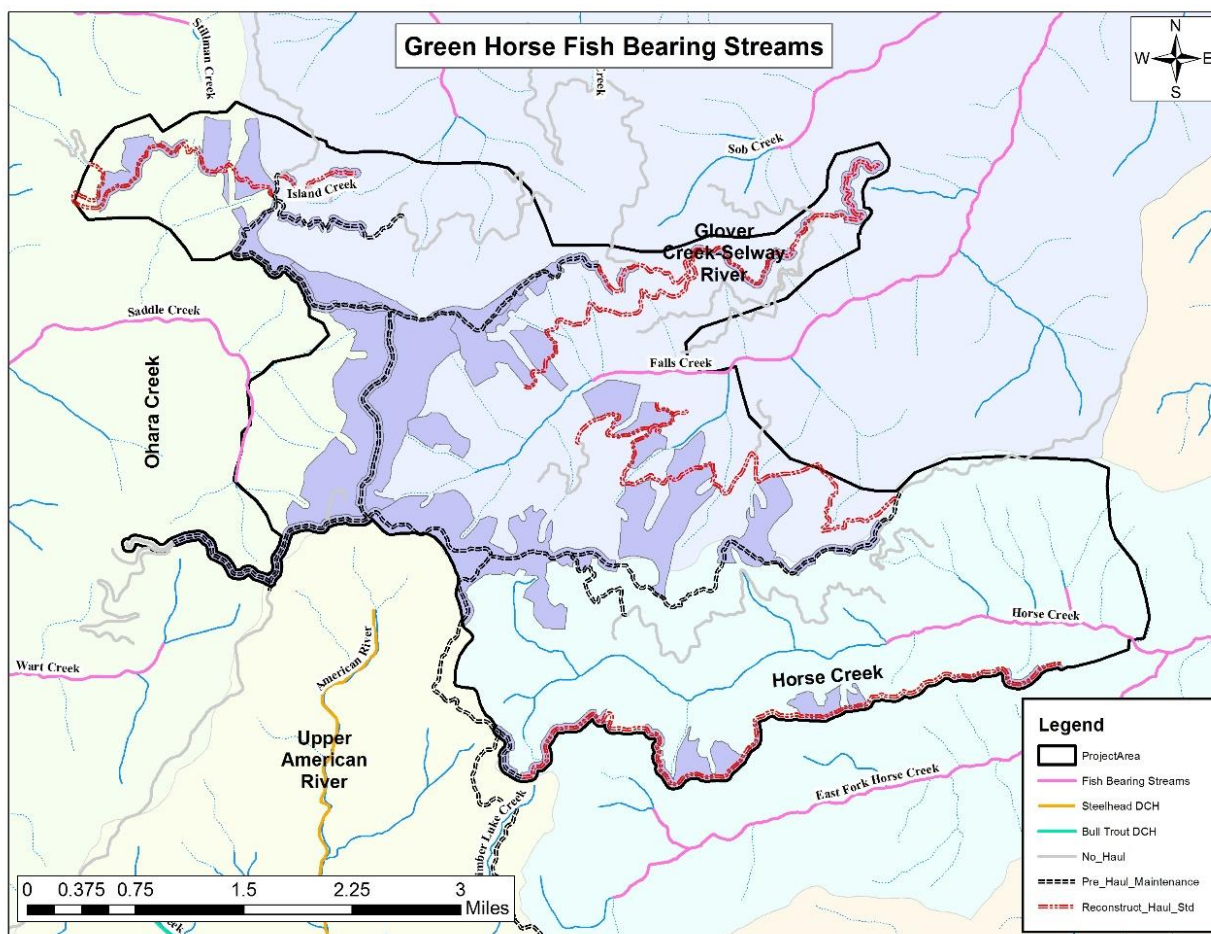 Green Horse Fish Bearing Streams
N
W E
S
Stillman Creek
Creek
Sob Creek
Island Creek
Glover
Creek-Selway
River
Saddle Creek
Falls Creek
Ohara Creek
Horse Creek
Wart Creek
American River
Horse Creek
Upper
American
River
East Fork Horse Creek
Luke Creek
Legend
ProjectArea
Fish Bearing Streams
Steelhead DCH
Bull Trout DCH
No_Haul
Pre_Haul_Maintenance
Reconstruct_Haul_Std
0 0.375 0.75 1.5 2.25 3
Miles